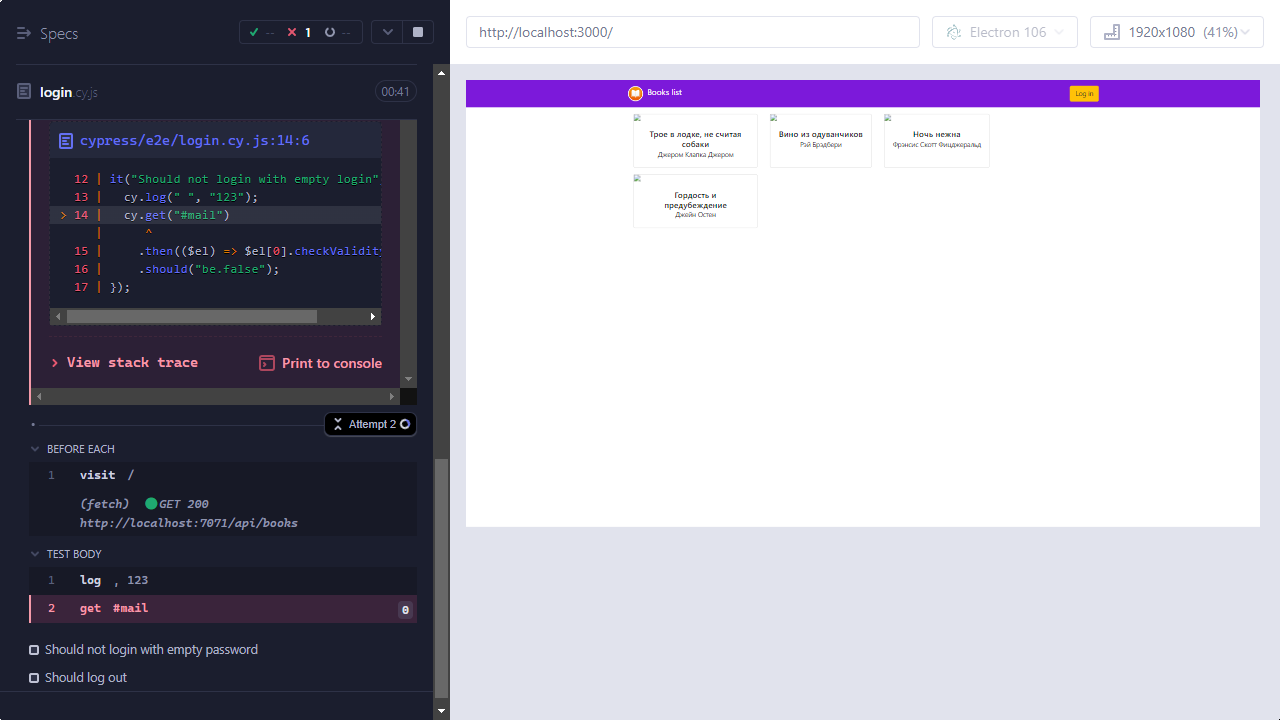 Specs
-- 1 --
login.cy.js 00:41
cypress/e2e/login.cy.js:14:6
12 | it("Should not login with empty login",
13 | cy.log(" ", "123");
> 14 | cy.get("#mail")
| ^
15 | .then(($el) => $el[0].checkValidity
16 | .should("be.false");
17 | });
> View stack trace
Print to console
Attempt 2
BEFORE EACH
1 visit /
(fetch) GET 200
http://localhost:7071/api/books
TEST BODY
1 log , 123
2 get #mail 0
Should not login with empty password
Should log out
http://localhost:3000/
Electron 106
1920x1080 (41%)
Books list
Log in
Трое в лодке, не считая
собаки
Джером Клапка Джером
Вино из одуванчиков
Рэй Брэдбери
Ночь нежна
Фрэнсис Скотт Фицджеральд
Гордость и
предубеждение
Джейн Остен